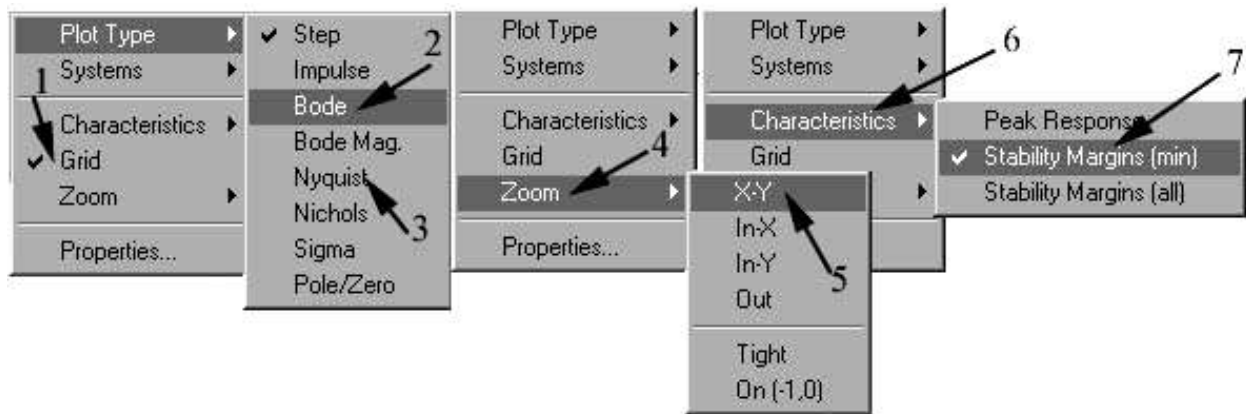 Plot Type
Systems
1
Characteristics
Grid
Zoom
Properties...
Step
Impulse
2
Bode
Bode Mag.
Nyquist
3
Nichols
Sigma
Pole/Zero
Plot Type
Systems
Characteristics
Grid
4
Zoom
Properties...
Plot Type
Systems
6
Characteristics
Grid
X-Y
In-X
In-Y
5
Out
Tight
On (-1,0)
7
Peak Response
Stability Margins (min)
Stability Margins (all)